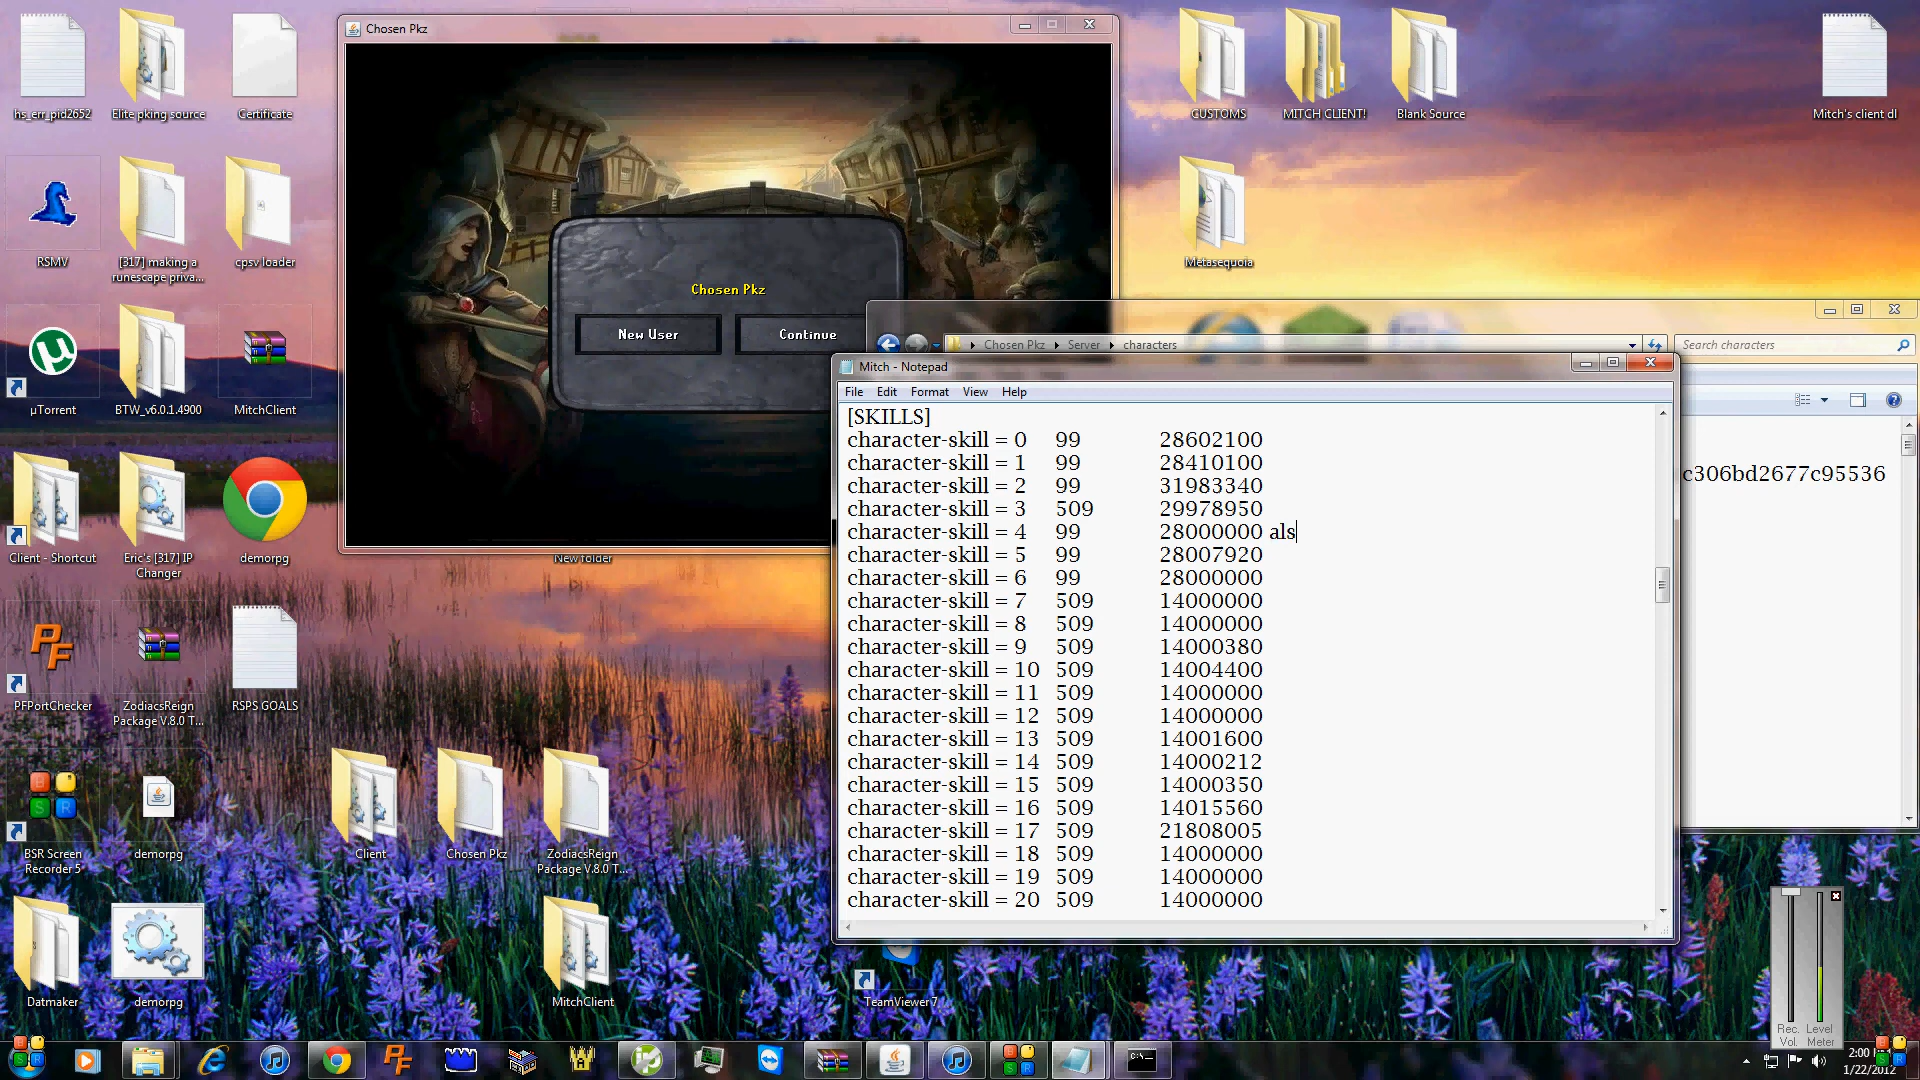 hs_err_pid2652
Elite pking source
Certificate
RSMV
[317] making a
runescape priva...
cpsv loader
µTorrent
BTW_v6.0.1.4900
MitchClient
Client - Shortcut
Eric's [317] IP
Changer
demorpg
PFPortChecker
ZodiacsReign
Package V.8.0 T...
RSPS GOALS
BSR Screen
Recorder 5
demorpg
Datmaker
demorpg
Client
Chosen Pkz
ZodiacsReign
Package V.8.0 T...
MitchClient
New folder
TeamViewer 7
Chosen Pkz
Chosen Pkz
New User
Continue
CUSTOMS
MITCH CLIENT!
Blank Source
Mitch's client dl
Metasequoia
Chosen Pkz
Server
characters
Search characters
c306bd2677c95536
Mitch - Notepad
File Edit Format View Help
[SKILLS]
character-skill = 0 99 28602100
character-skill = 1 99 28410100
character-skill = 2 99 31983340
character-skill = 3 509 29978950
character-skill = 4 99 28000000 als
character-skill = 5 99 28007920
character-skill = 6 99 28000000
character-skill = 7 509 14000000
character-skill = 8 509 14000000
character-skill = 9 509 14000380
character-skill = 10 509 14004400
character-skill = 11 509 14000000
character-skill = 12 509 14000000
character-skill = 13 509 14001600
character-skill = 14 509 14000212
character-skill = 15 509 14000350
character-skill = 16 509 14015560
character-skill = 17 509 21808005
character-skill = 18 509 14000000
character-skill = 19 509 14000000
character-skill = 20 509 14000000
Rec. Level
Vol. Meter
2:00
1/22/2012